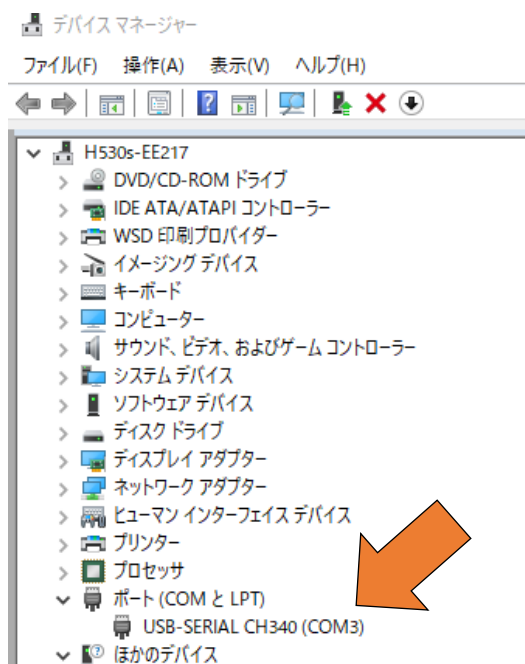 デバイス マネージャー
ファイル(F) 操作(A) 表示(V) ヘルプ(H)
H530s-EE217
DVD/CD-ROM ドライブ
IDE ATA/ATAPI コントローラー
WSD 印刷プロバイダー
イメージング デバイス
キーボード
コンピューター
サウンド、ビデオ、およびゲーム コントローラー
システム デバイス
ソフトウェア デバイス
ディスク ドライブ
ディスプレイ アダプター
ネットワーク アダプター
ヒューマン インターフェイス デバイス
プリンター
プロセッサ
ポート (COM と LPT)
USB-SERIAL CH340 (COM3)
ほかのデバイス